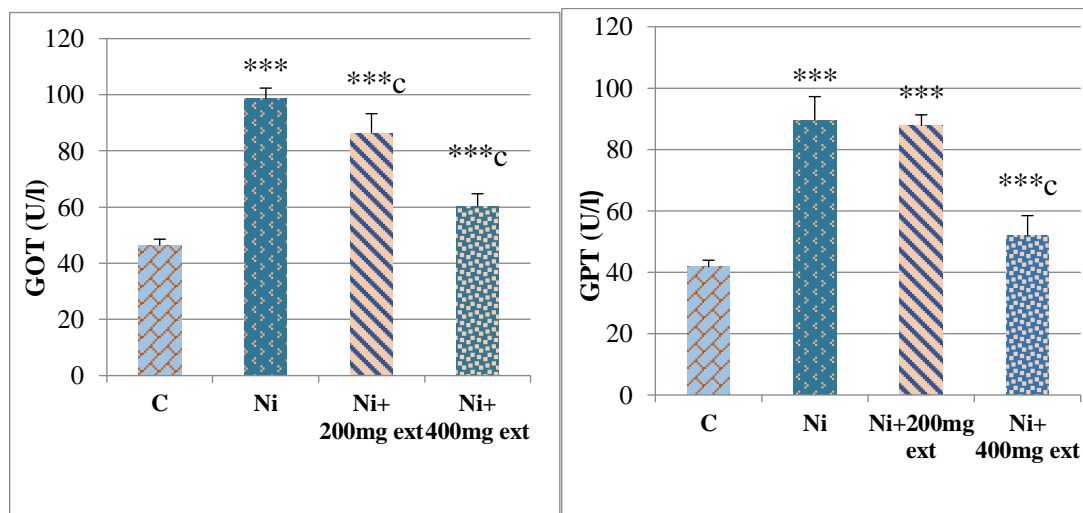 120
100
80
60
40
20
0
GOT (U/l)
***
***c
***c
C
Ni
Ni+
200mg ext
Ni+
400mg ext
120
100
80
60
40
20
0
GPT (U/l)
***
***
***c
C
Ni
Ni+200mg
ext
Ni+
400mg ext